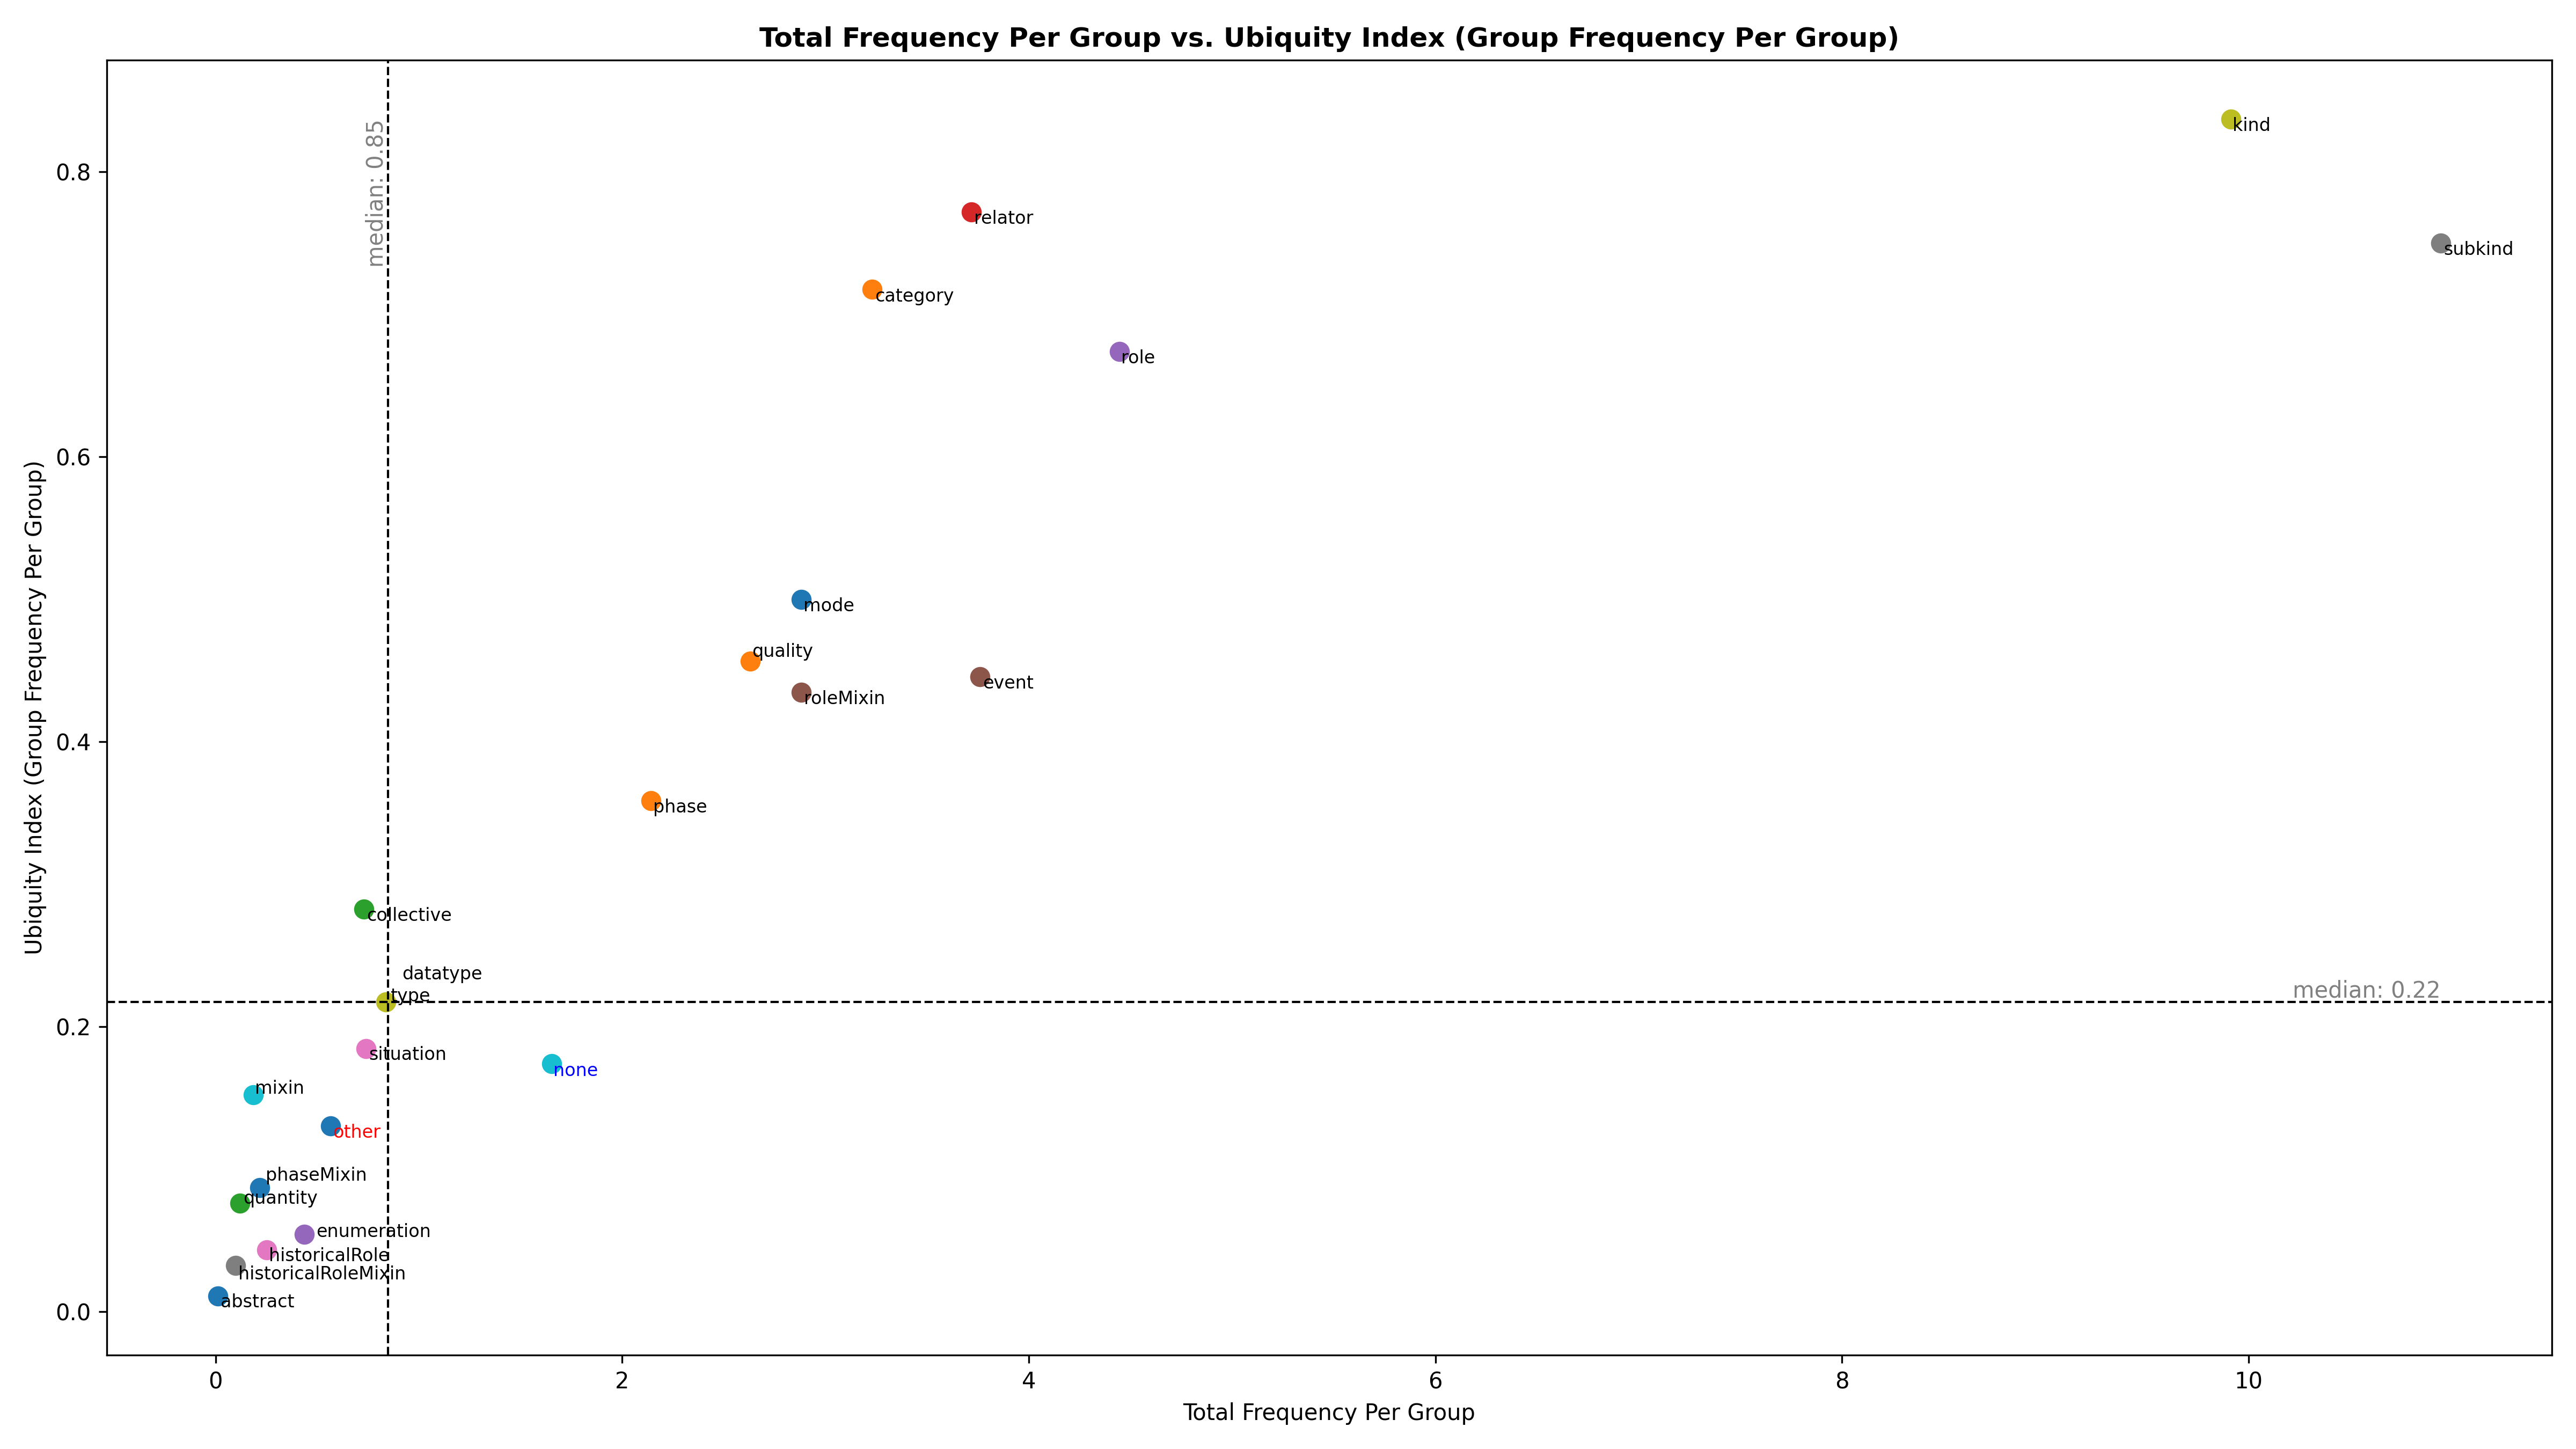 Total Frequency Per Group vs. Ubiquity Index (Group Frequency Per Group)
median: 0.85
kind
0.8
relator
subkind
category
role
0.6
mode
quality
event
roleMixin
0.4
phase
collective
datatype
type
median: 0.22
0.2
situation
none
mixin
other
phaseMixin
quantity
enumeration
historicalRole
historicalRoleMixin
abstract
0.0
Ubiquity Index (Group Frequency Per Group)
0 2 4 6 8 10
Total Frequency Per Group